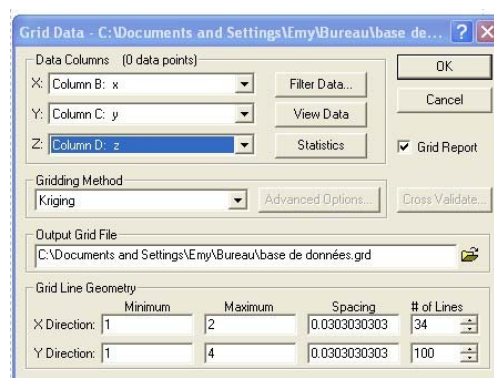 Grid Data - C:\Documents and Settings\Emy\Bureau\base de...
Data Columns (0 data points)
X: Column B: x
Filter Data...
OK
Y: Column C: y
View Data
Cancel
Z: Column D: z
Statistics
Grid Report
Gridding Method
Kriging
Advanced Options...
Cross Validate...
Output Grid File
C:\Documents and Settings\Emy\Bureau\base de données.grd
Grid Line Geometry
Minimum Maximum Spacing # of Lines
X Direction: 1 2 0.0303030303 34
Y Direction: 1 4 0.0303030303 100